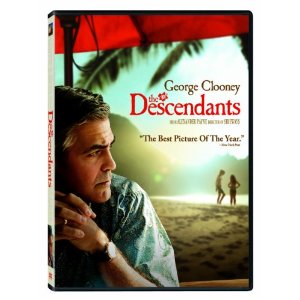 George Clooney
the
Descendants
"The Best Picture Of The Year."
the Descendants